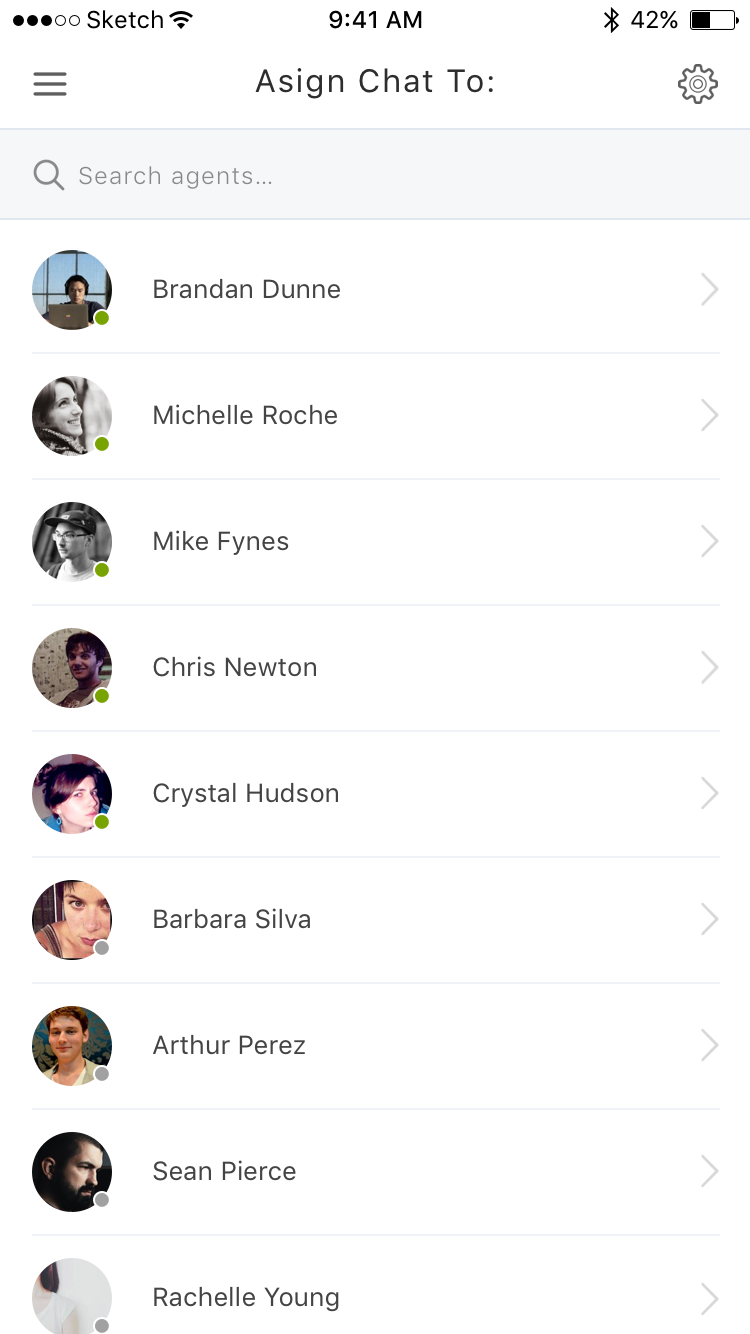 Sketch 9:41 AM 42%
Asign Chat To:
Search agents...
Brandan Dunne
Michelle Roche
Mike Fynes
Chris Newton
Crystal Hudson
Barbara Silva
Arthur Perez
Sean Pierce
Rachelle Young